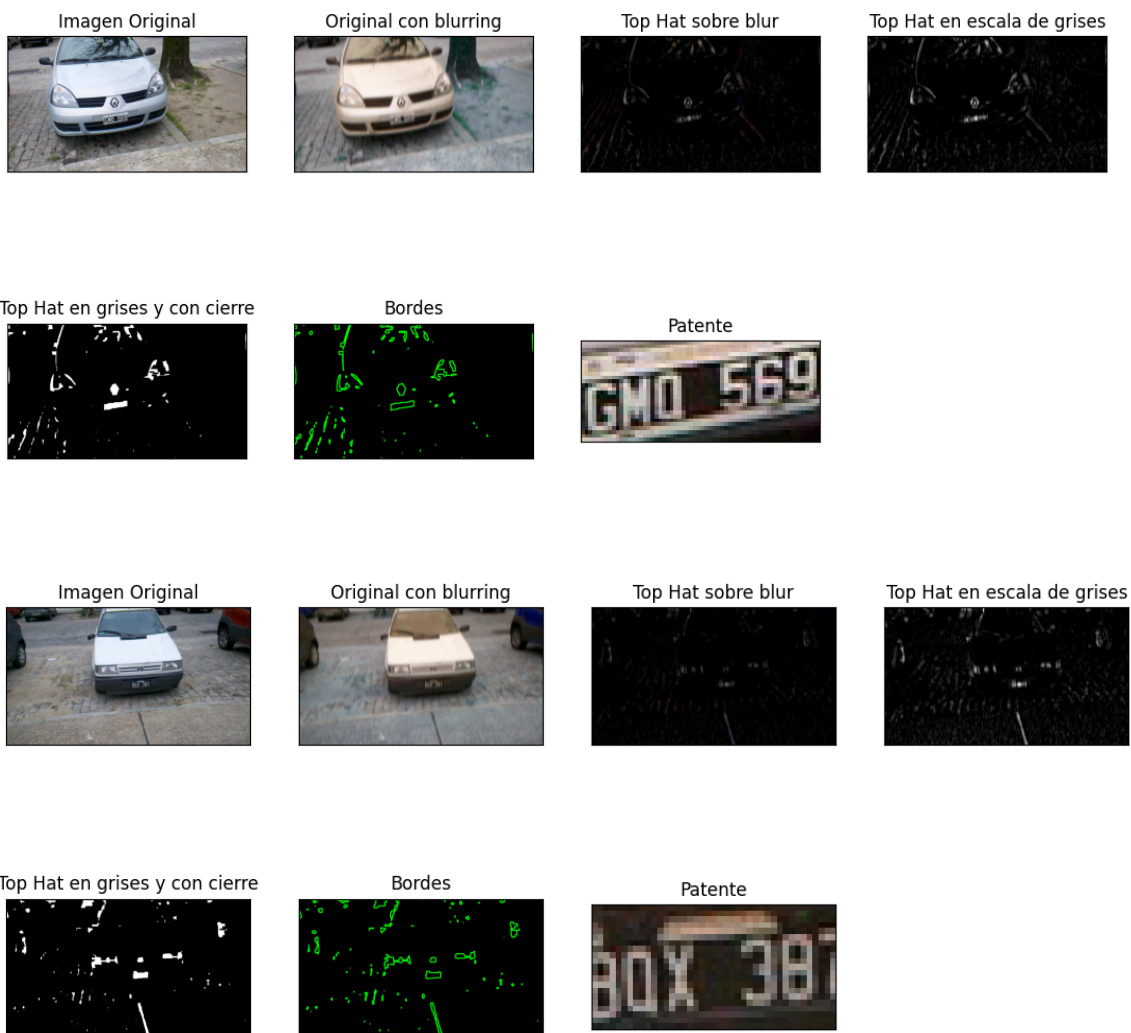 Imagen Original
Original con blurring
Top Hat sobre blur
Top Hat en escala de grises
Top Hat en grises y con cierre
Bordes
Patente
GMQ 569
Imagen Original
Original con blurring
Top Hat sobre blur
Top Hat en escala de grises
Top Hat en grises y con cierre
Bordes
Patente
387